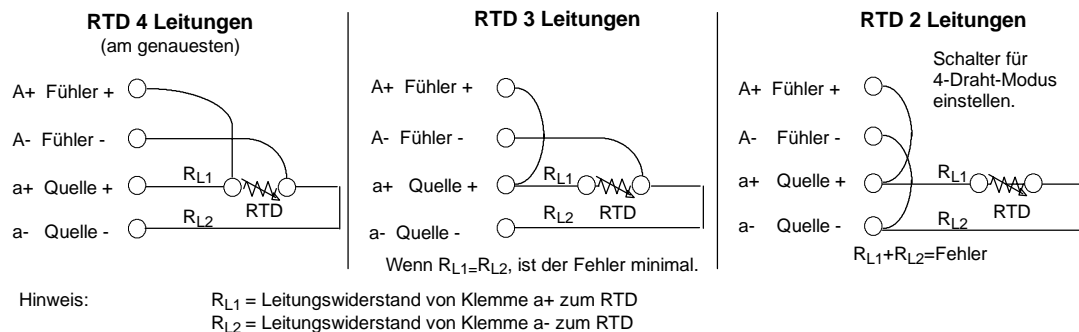 RTD 4 Leitungen
(am genauesten)
A+ Fühler +
A- Fühler -
a+ Quelle +
a- Quelle -
RL1
RTD
RL2
RTD 3 Leitungen
A+ Fühler +
A- Fühler -
a+ Quelle +
a- Quelle -
RL1
RTD
RL2
Wenn RL1=RL2, ist der Fehler minimal.
RTD 2 Leitungen
Schalter für
4-Draht-Modus
einstellen.
A+ Fühler +
A- Fühler -
a+ Quelle +
a- Quelle -
RL1
RTD
RL2
RL1+RL2=Fehler
Hinweis: RL1 = Leitungswiderstand von Klemme a+ zum RTD
RL2 = Leitungswiderstand von Klemme a- zum RTD